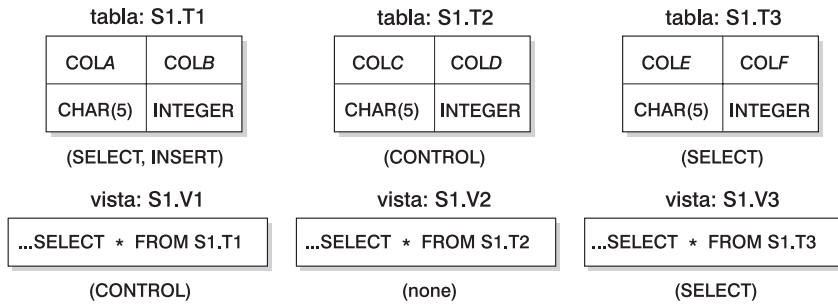 tabla: S1.T1
COLA COLB
CHAR(5) INTEGER
(SELECT, INSERT)
tabla: S1.T2
COLC COLD
CHAR(5) INTEGER
(CONTROL)
tabla: S1.T3
COLE COLF
CHAR(5) INTEGER
(SELECT)
vista: S1.V1
...SELECT * FROM S1.T1
(CONTROL)
vista: S1.V2
...SELECT * FROM S1.T2
(none)
vista: S1.V3
...SELECT * FROM S1.T3
(SELECT)